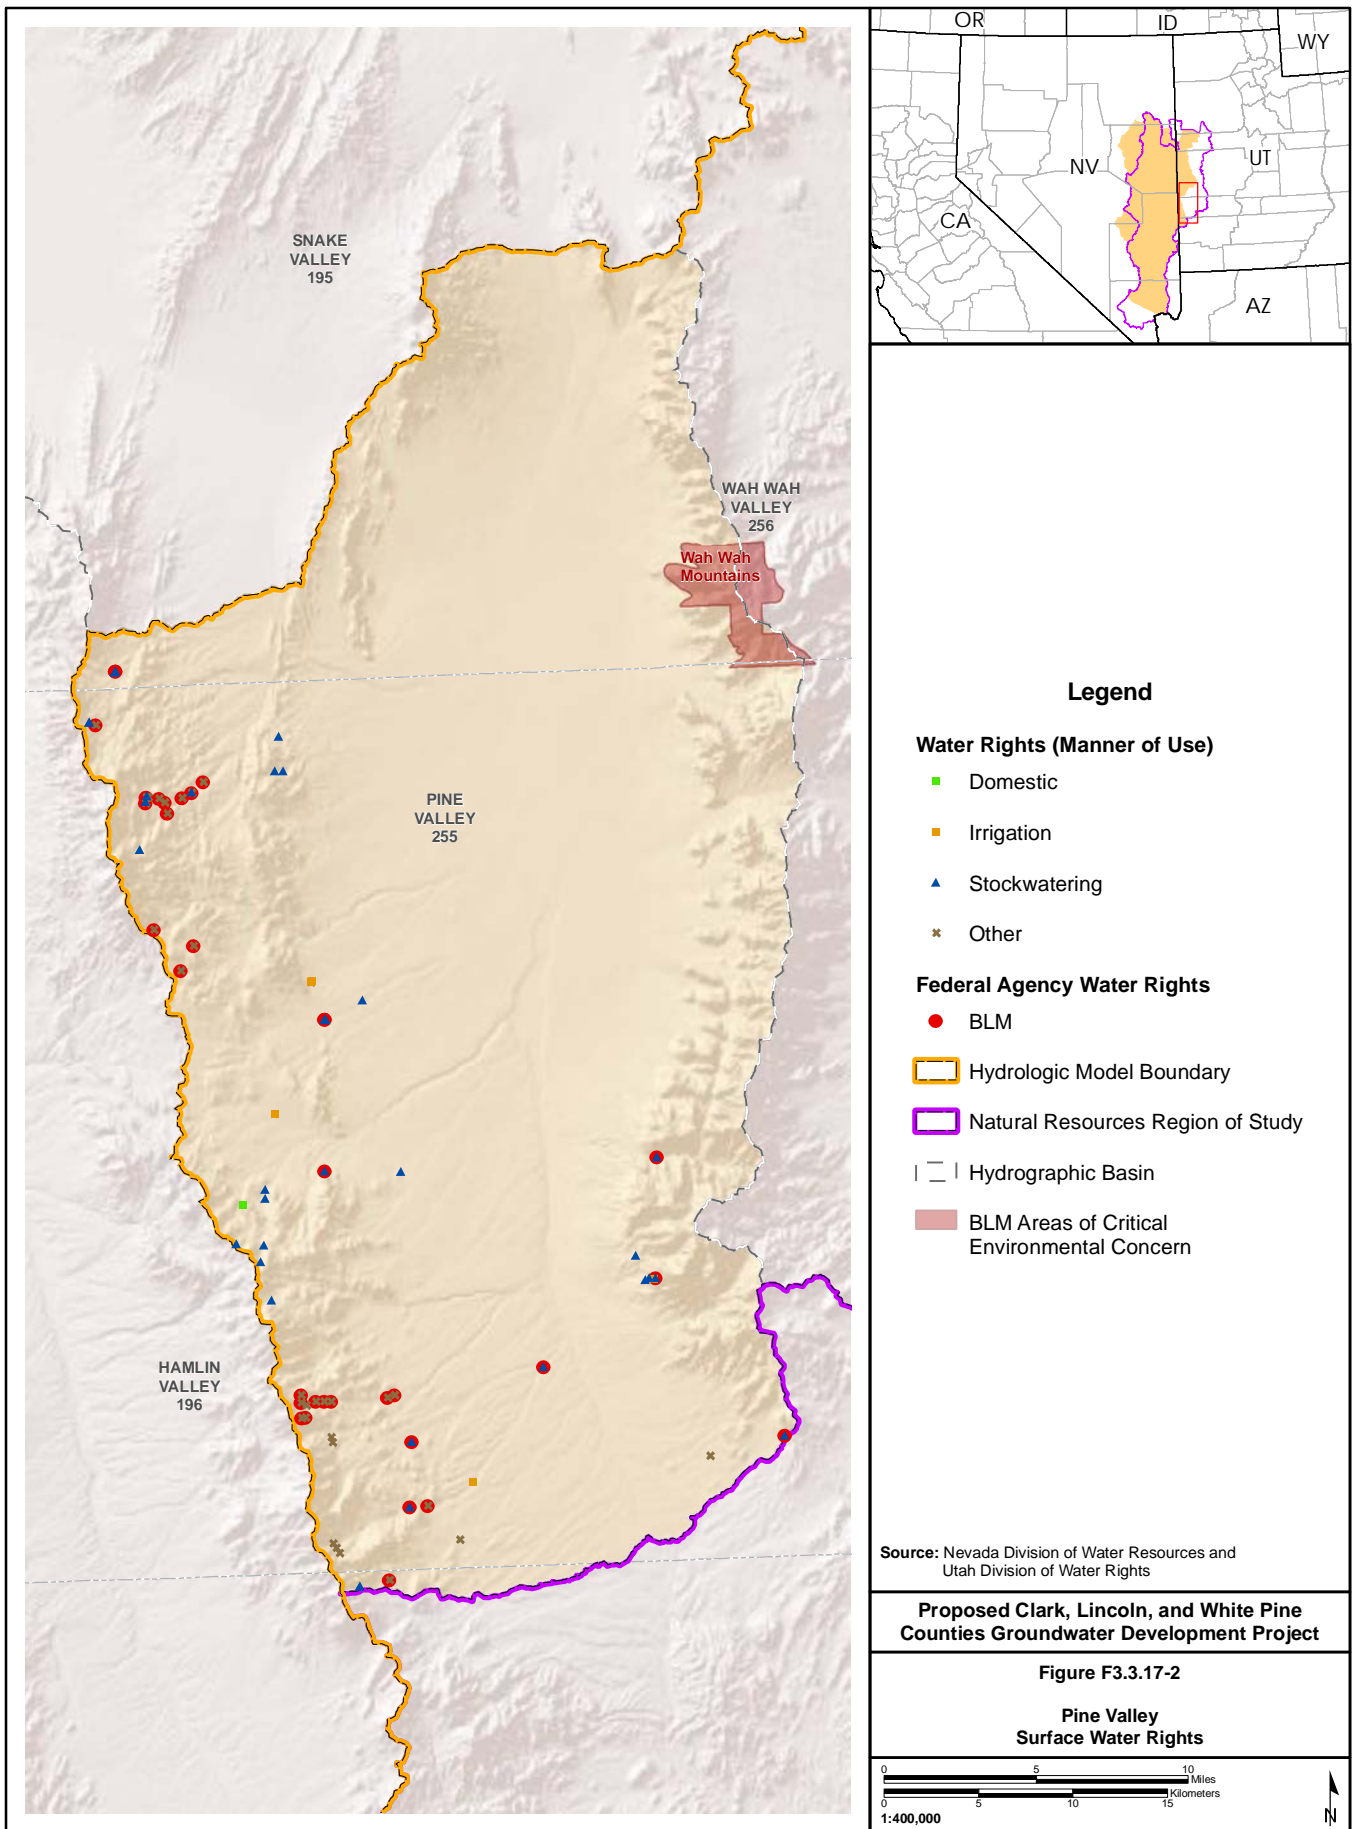 SNAKE
VALLEY
195
WAH WAH
VALLEY
256
Wah Wah
Mountains
PINE
VALLEY
255
HAMLIN
VALLEY
196
OR
ID
WY
NV
UT
CA
AZ
Legend
Water Rights (Manner of Use)
Domestic
Irrigation
Stockwatering
Other
Federal Agency Water Rights
BLM
Hydrologic Model Boundary
Natural Resources Region of Study
Hydrographic Basin
BLM Areas of Critical
Environmental Concern
Source: Nevada Division of Water Resources and
Utah Division of Water Rights
Proposed Clark, Lincoln, and White Pine
Counties Groundwater Development Project
Figure F3.3.17-2
Pine Valley
Surface Water Rights
0 5 10
Miles
Kilometers
0 5 10 15
1:400,000
N